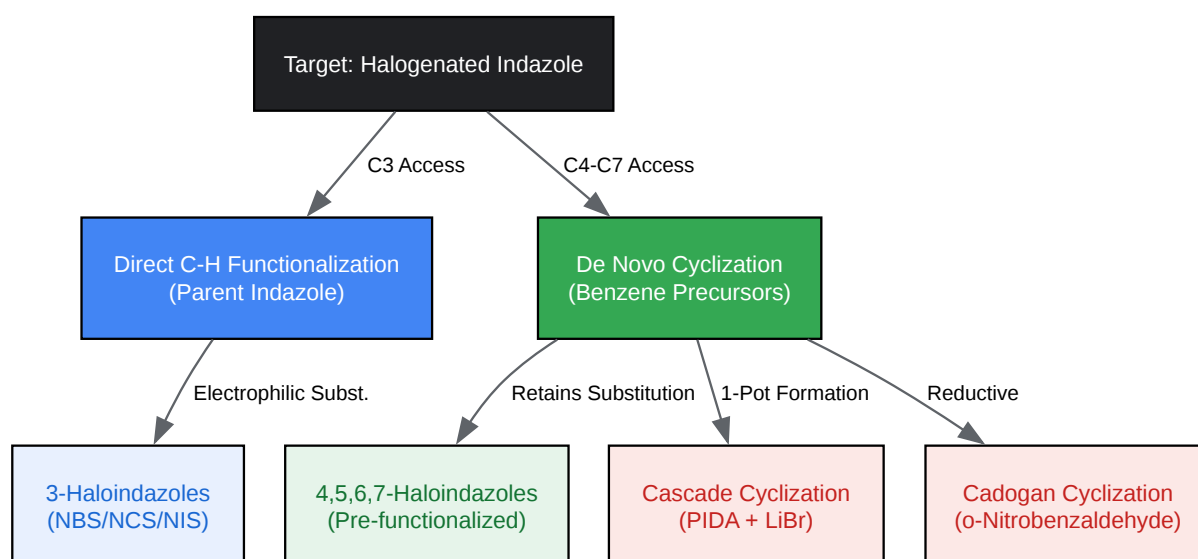 Target: Halogenated Indazole
C3 Access
C4-C7 Access
Direct C-H Functionalization
(Parent Indazole)
De Novo Cyclization
(Benzene Precursors)
Electrophilic Subst.
Retains Substitution
1-Pot Formation
Reductive
3-Haloindazoles
(NBS/NCS/NIS)
4,5,6,7-Haloindazoles
(Pre-functionalized)
Cascade Cyclization
(PIDA + LiBr)
Cadogan Cyclization
(o-Nitrobenzaldehyde)